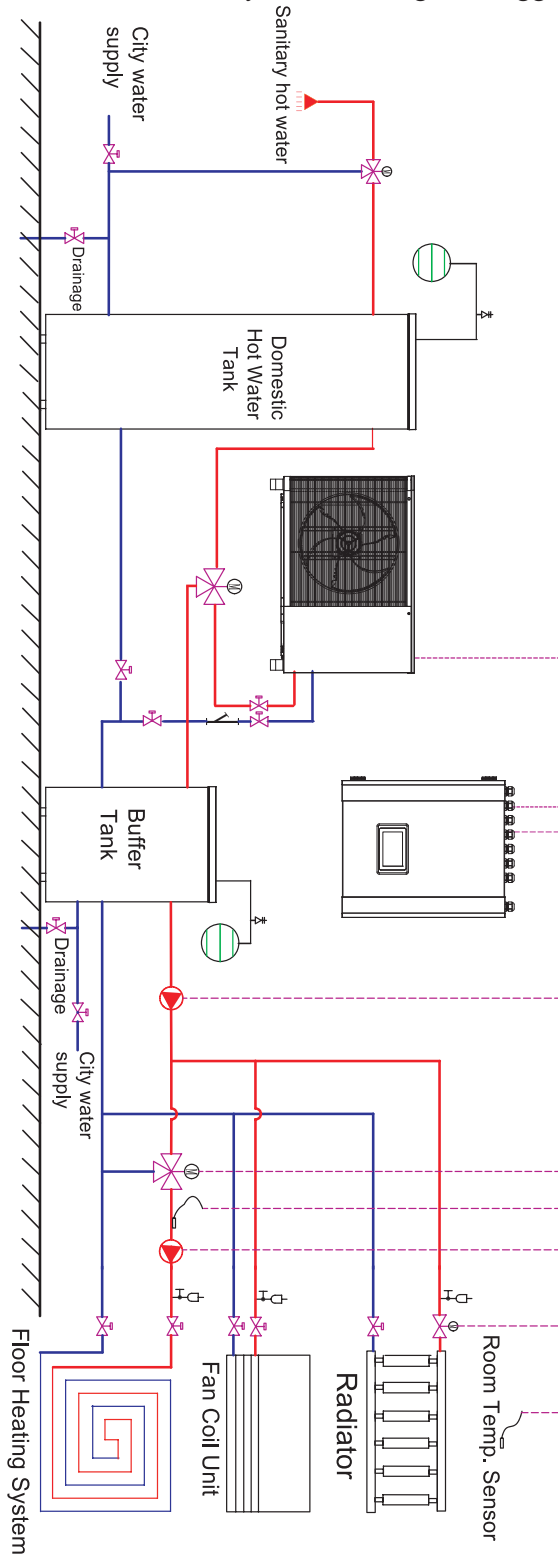 City water
supply
Sanitary hot water
Drainage
Domestic
Hot Water
Tank
M
M
Buffer
Tank
Drainage
City water
supply
M
M
Floor Heating System
Fan Coil Unit
Radiator
Room Temp. Sensor